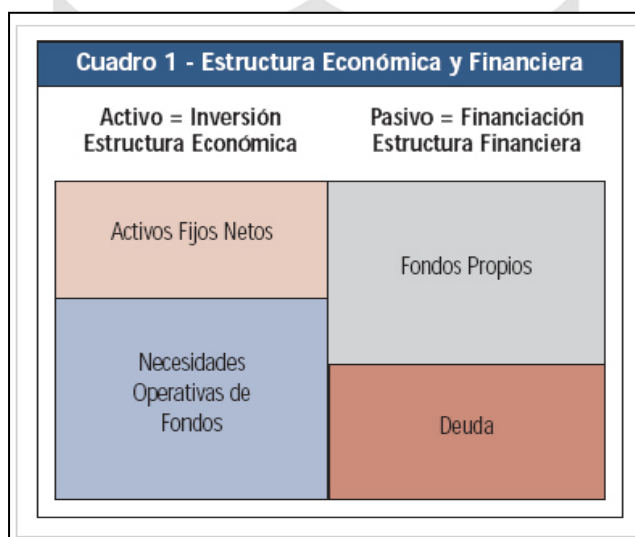 Cuadro 1 - Estructura Económica y Financiera
Activo = Inversión
Estructura Económica
Pasivo = Financiación
Estructura Financiera
Activos Fijos Netos
Necesidades
Operativas de
Fondos
Fondos Propios
Deuda